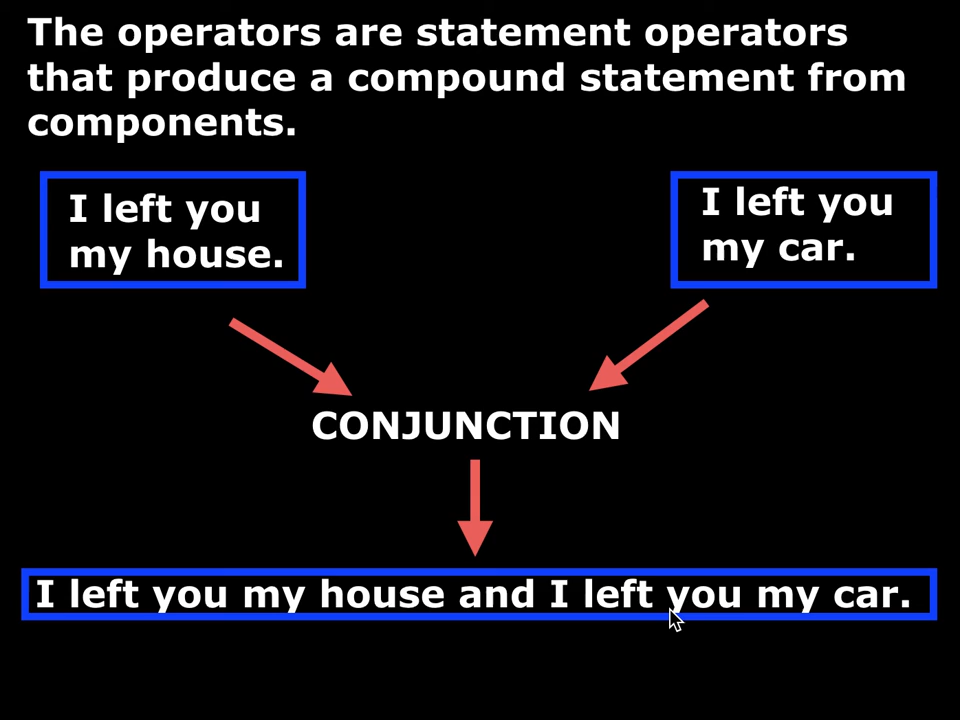 The operators are statement operators
that produce a compound statement from
components.
I left you
my house.
I left you
my car.
CONJUNCTION
I left you my house and I left you my car.